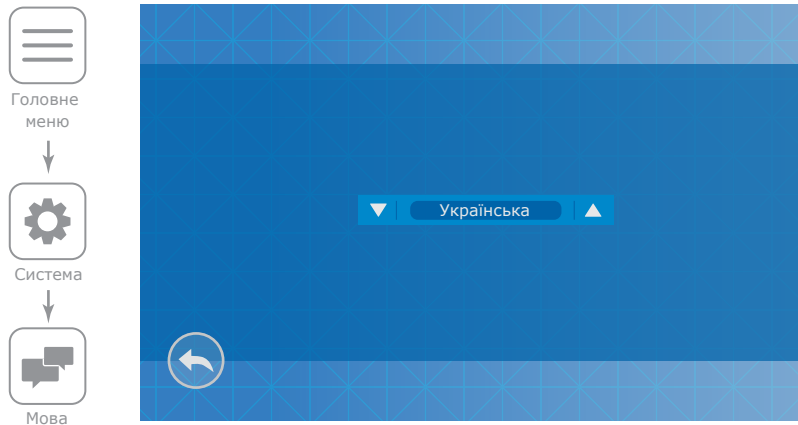 Головне
меню
Система
Мова
Українська